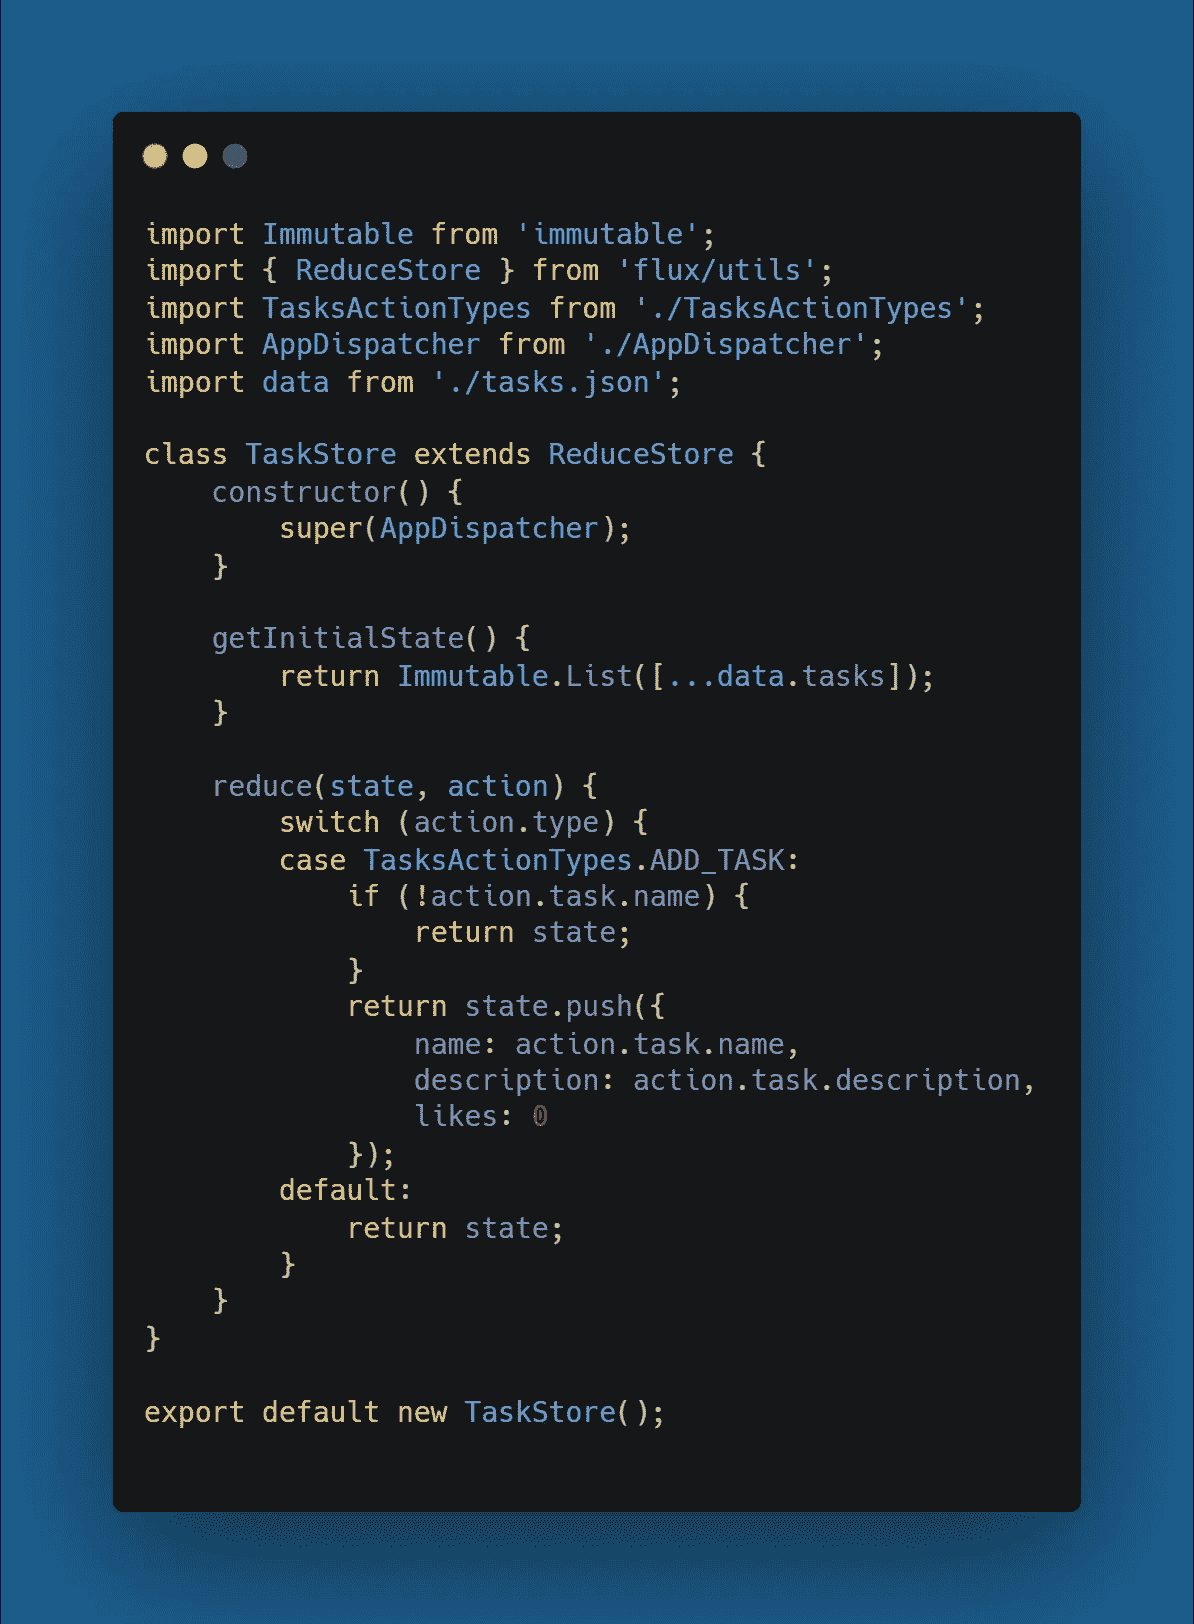 import Immutable from 'immutable';
import { ReduceStore } from 'flux/utils';
import TasksActionTypes from './TasksActionTypes';
import AppDispatcher from './AppDispatcher';
import data from './tasks.json';

class TaskStore extends ReduceStore {
    constructor() {
        super(AppDispatcher);
    }

    getInitialState() {
        return Immutable.List([...data.tasks]);
    }

    reduce(state, action) {
        switch (action.type) {
        case TasksActionTypes.ADD_TASK:
            if (!action.task.name) {
                return state;
            }
            return state.push({
                name: action.task.name,
                description: action.task.description,
                likes: 0
            });
        default:
            return state;
        }
    }
}

export default new TaskStore();